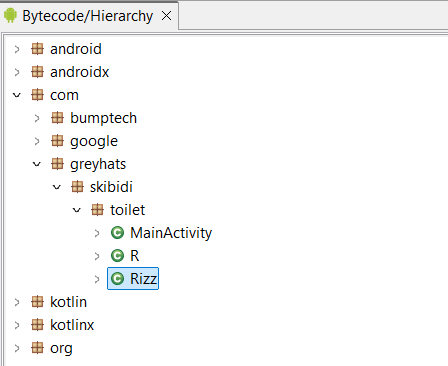 Bytecode/Hierarchy
android
androidx
com
bumptech
google
greyhats
skibidi
toilet
MainActivity
R
Rizz
kotlin
kotlinx
org